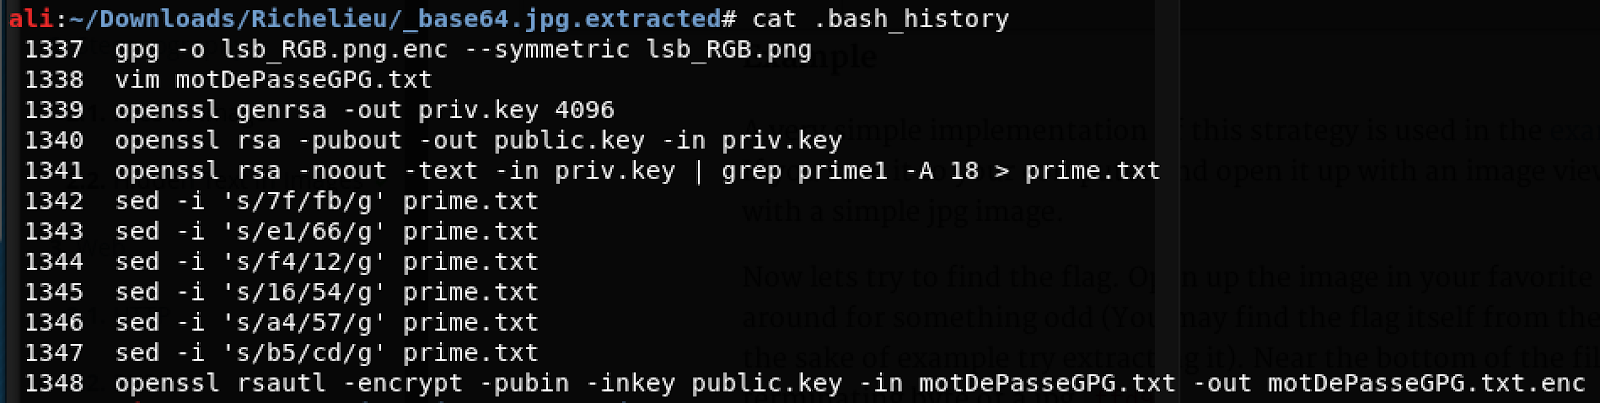 ali:~/Downloads/Richelieu/_base64.jpg.extracted# cat .bash_history
1337 gpg -o lsb_RGB.png.enc --symmetric lsb_RGB.png
1338 vim motDePasseGPG.txt
1339 openssl genrsa -out priv.key 4096
1340 openssl rsa -pubout -out public.key -in priv.key
1341 openssl rsa -noout -text -in priv.key | grep prime1 -A 18 > prime.txt
1342 sed -i 's/7f/fb/g' prime.txt
1343 sed -i 's/e1/66/g' prime.txt
1344 sed -i 's/f4/12/g' prime.txt
1345 sed -i 's/16/54/g' prime.txt
1346 sed -i 's/a4/57/g' prime.txt
1347 sed -i 's/b5/cd/g' prime.txt
1348 openssl rsautl -encrypt -pubin -inkey public.key -in motDePasseGPG.txt -out motDePasseGPG.txt.enc